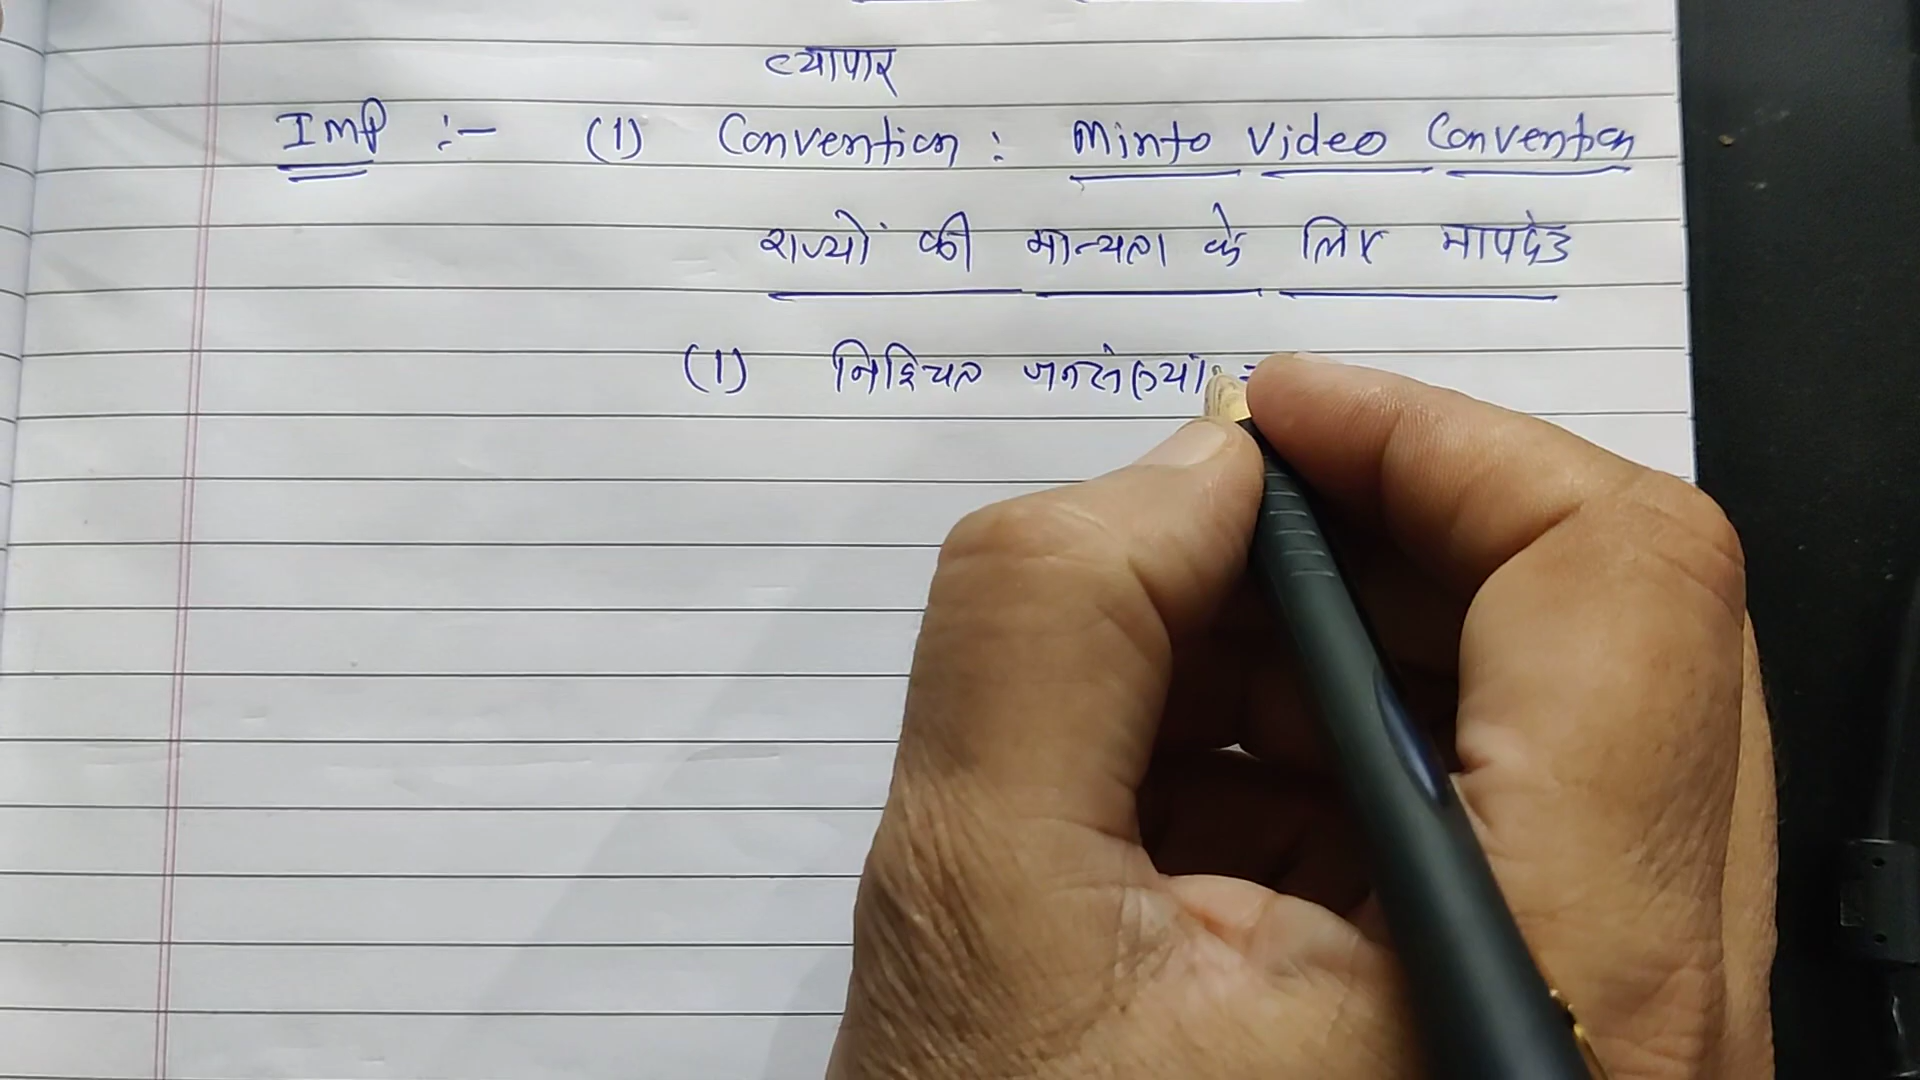 व्यापार
Imp :- (1) Convention : Minto Video Convention
राज्यों की मान्यता के लिए मापदंड
(1) निश्चित जनसंख्या